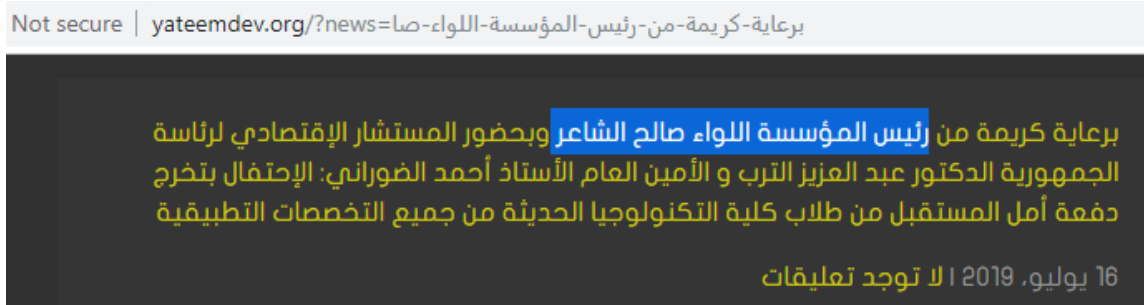 Not secure | yateemdev.org/?news=برعاية-كريمة-من-رئيس-المؤسسة-اللواء-صا
برعاية كريمة من رئيس المؤسسة اللواء صالح الشاعر وبحضور المستشار الإقتصادي لرئاسة
الجمهورية الدكتور عبد العزيز الترب و الأمين العام الأستاذ أحمد الضوراني: الإحتفال بتخرج
دفعة أمل المستقبل من طلاب كلية التكنولوجيا الحديثة من جميع التخصصات التطبيقية
16 يوليو، 2019 | لا توجد تعليقات